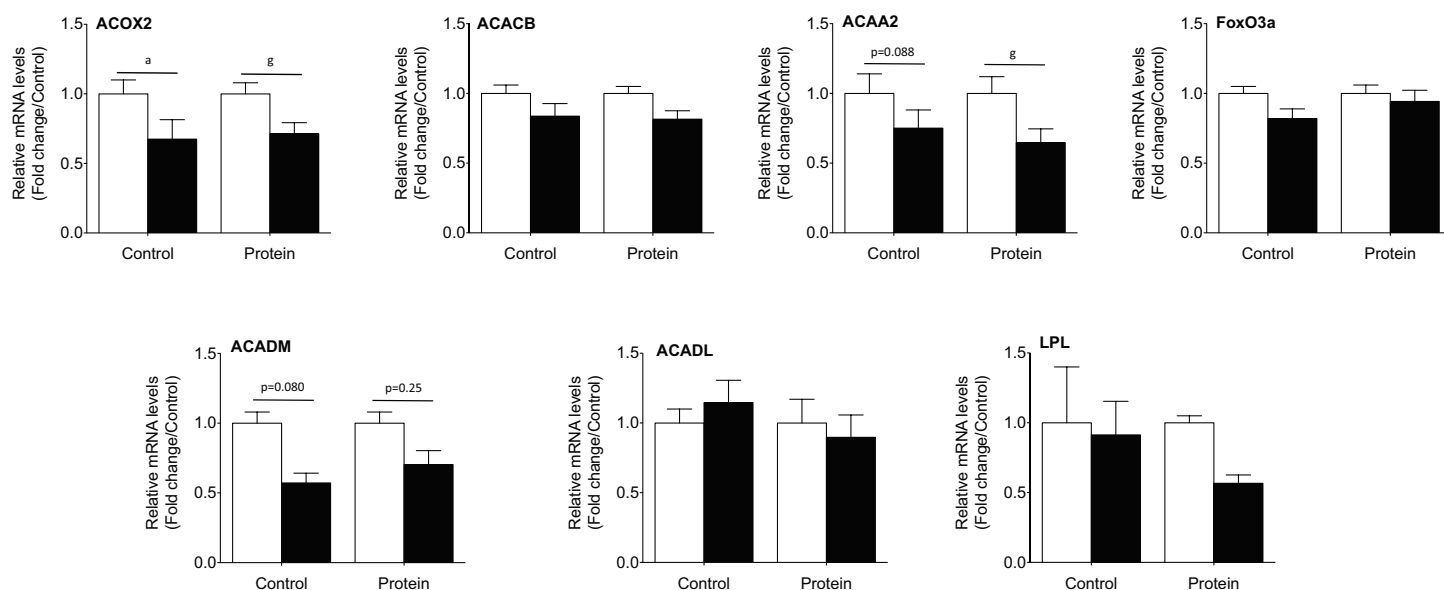 ACOX2
Relative mRNA levels
(Fold change/Control)
1.5
1.0
0.5
0.0
a
g
Control
Protein
ACACB
Relative mRNA levels
(Fold change/Control)
1.5
1.0
0.5
0.0
Control
Protein
ACAA2
Relative mRNA levels
(Fold change/Control)
1.5
1.0
0.5
0.0
p=0.088
g
Control
Protein
FoxO3a
Relative mRNA levels
(Fold change/Control)
1.5
1.0
0.5
0.0
Control
Protein
ACADM
Relative mRNA levels
(Fold change/Control)
1.5
1.0
0.5
0.0
p=0.080
p=0.25
Control
Protein
ACADL
Relative mRNA levels
(Fold change/Control)
1.5
1.0
0.5
0.0
Control
Protein
LPL
Relative mRNA levels
(Fold change/Control)
1.5
1.0
0.5
0.0
Control
Protein